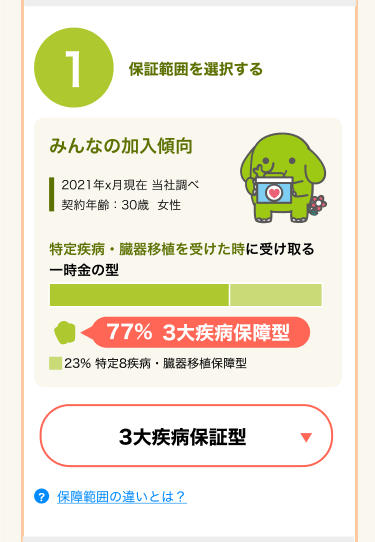 1
保証範囲を選択する
みんなの加入傾向
2021年x月現在 当社調べ
契約年齢：30歳 女性
特定疾病・臓器移植を受けた時に受け取る
一時金の型
77% 3大疾病保障型
23% 特定8疾病・臓器移植保障型
3大疾病保証型
? 保障範囲の違いとは？